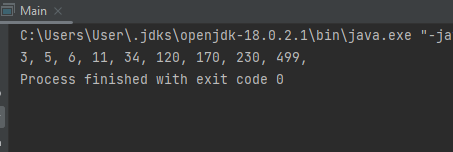 Main
C:\Users\User\.jdks\openjdk-18.0.2.1\bin\java.exe "-ja
3, 5, 6, 11, 34, 120, 170, 230, 499,
Process finished with exit code 0